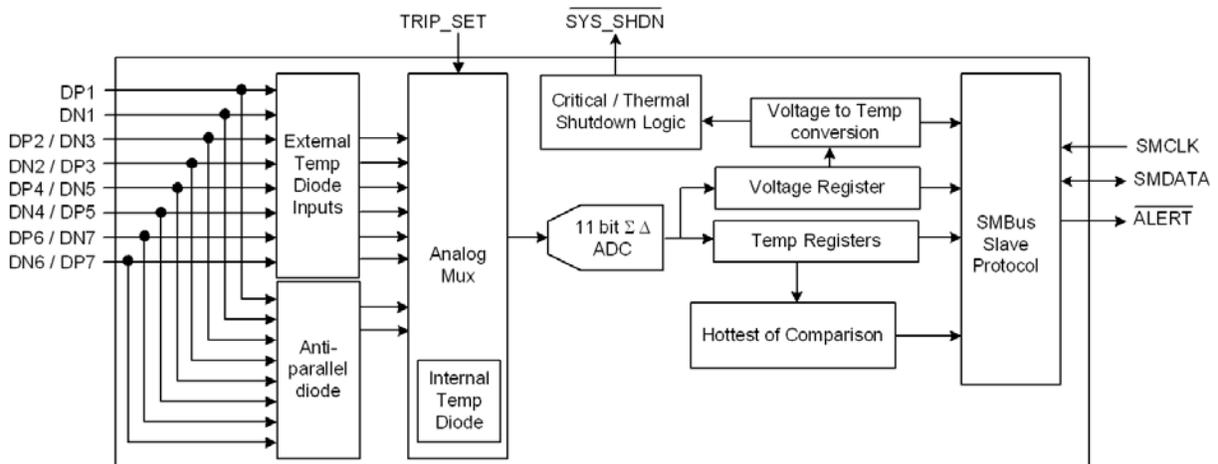 TRIP_SET
SYS_SHDN
DP1
DN1
DP2 / DN3
DN2 / DP3
DP4 / DN5
DN4 / DP5
DP6 / DN7
DN6 / DP7
External
Temp
Diode
Inputs
Anti-
parallel
diode
Analog
Mux
Internal
Temp
Diode
11 bit Σ Δ
ADC
Critical / Thermal
Shutdown Logic
Voltage to Temp
conversion
Voltage Register
Temp Registers
Hottest of Comparison
SMBus
Slave
Protocol
SMCLK
SMDATA
ALERT